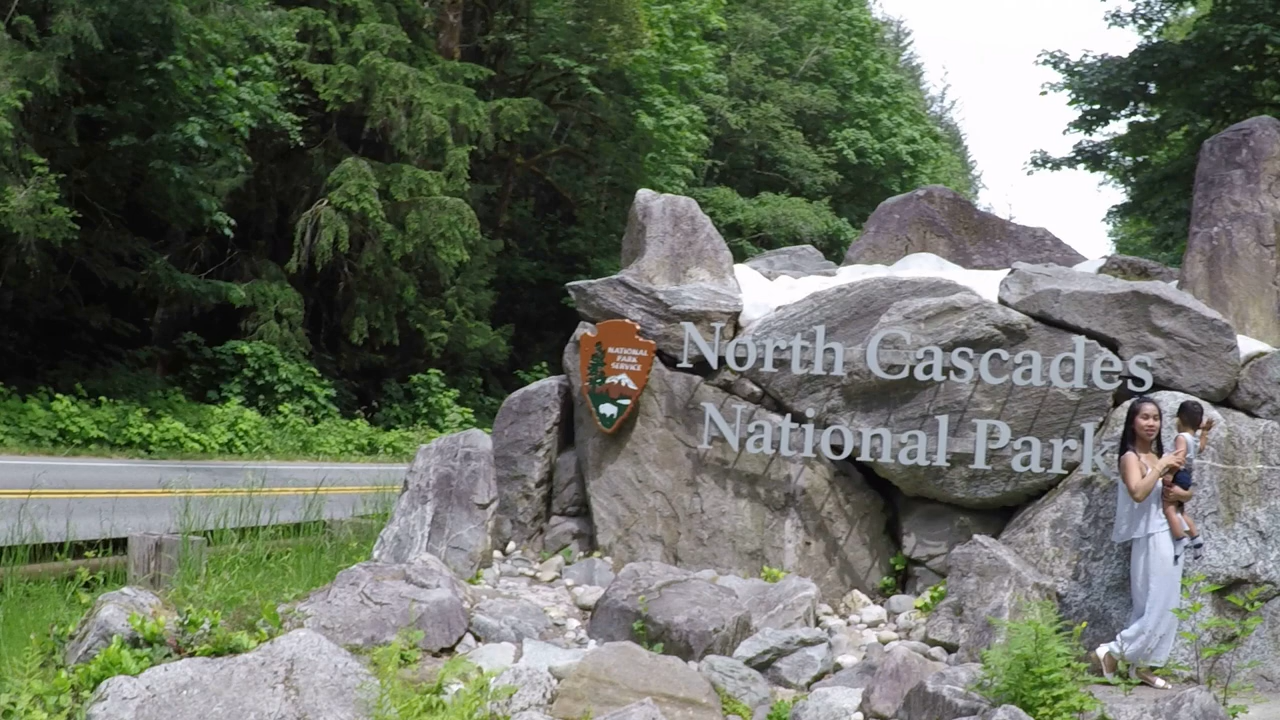 NATIONAL
PARK
SERVICE
North Cascades
National Park